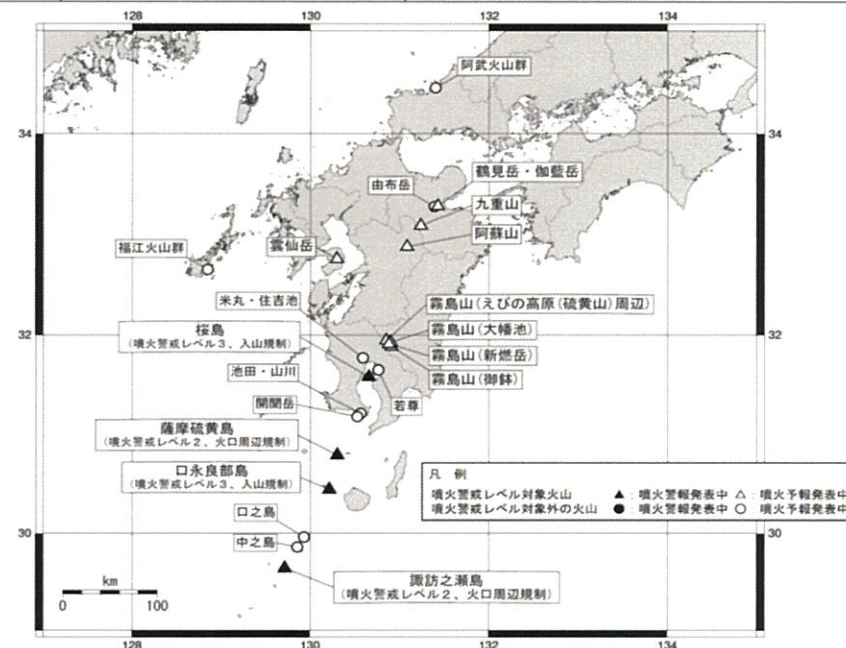 128
130
132
134
阿武火山群
34
34
鶴見岳・伽藍岳
由布岳
九重山
阿蘇山
雲仙岳
福江火山群
米丸・住吉池
霧島山(えびの高原(硫黄山)周辺)
桜島
(噴火警戒レベル3、入山規制)
32
32
霧島山(大幡池)
霧島山(新燃岳)
池田・山川
霧島山(御鉢)
開聞岳
若尊
薩摩硫黄島
(噴火警戒レベル2、火口周辺規制)
口永良部島
(噴火警戒レベル3、入山規制)
凡 例
噴火警戒レベル対象火山 ▲:噴火警報発表中 △:噴火予報発表中
噴火警戒レベル対象外の火山 ●:噴火警報発表中 ○:噴火予報発表中
口之島
30
30
中之島
諏訪之瀬島
(噴火警戒レベル2、火口周辺規制)
km
0 100
128
130
132
134